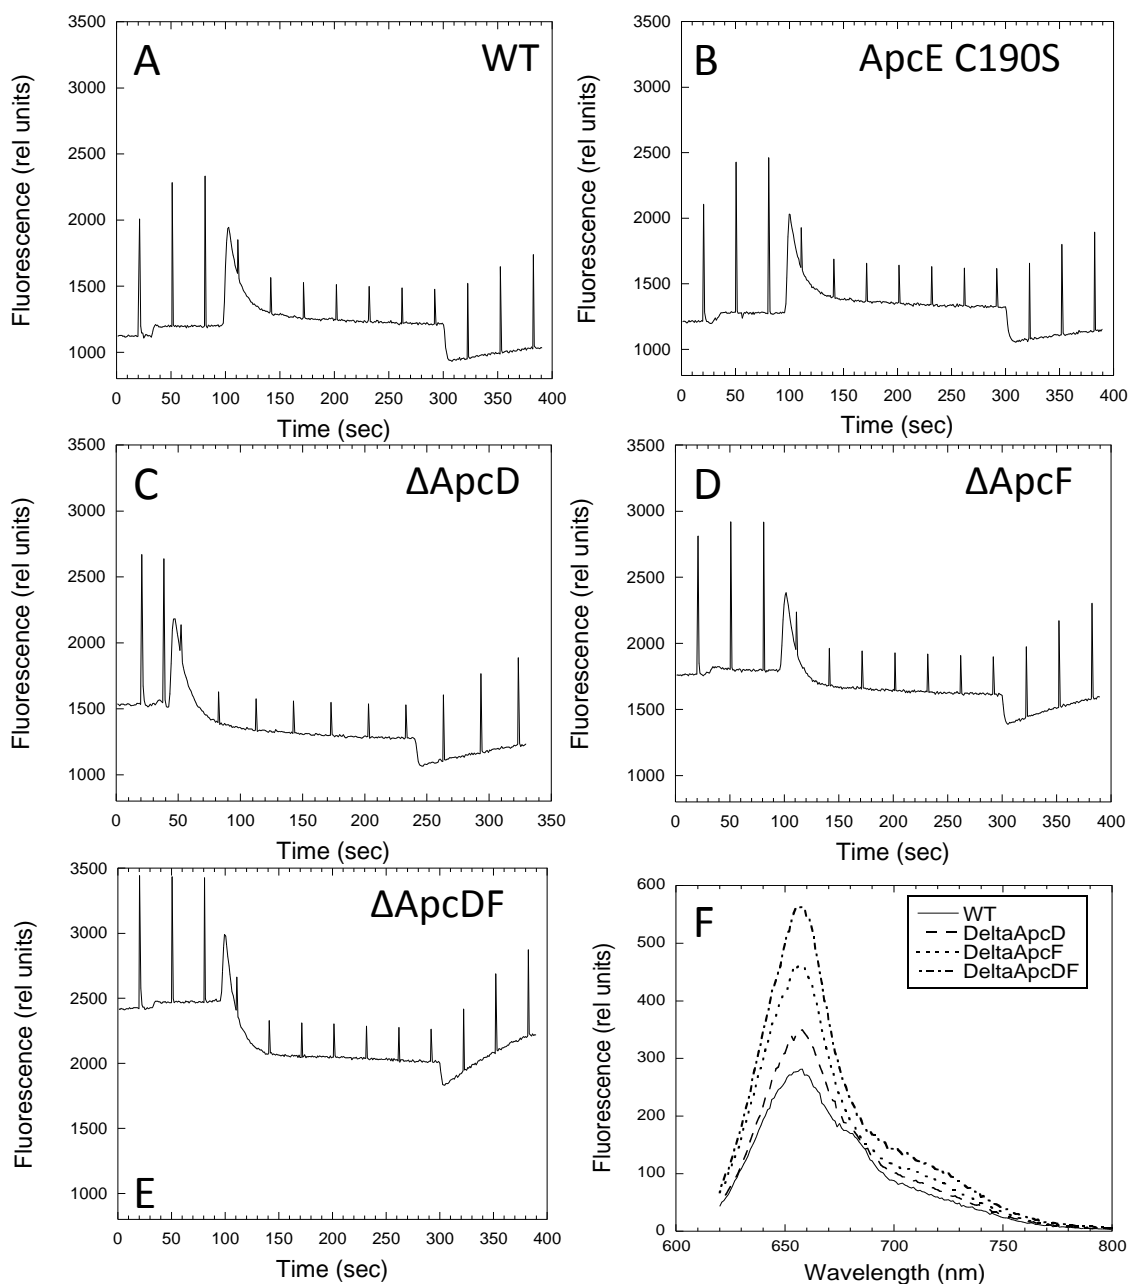 A WT
Fluorescence (rel units)
3500
3000
2500
2000
1500
1000
0 50 100 150 200 250 300 350 400
Time (sec)
B ApcE C190S
Fluorescence (rel units)
3500
3000
2500
2000
1500
1000
0 50 100 150 200 250 300 350 400
Time (sec)
C ΔApcD
Fluorescence (rel units)
3500
3000
2500
2000
1500
1000
0 50 100 150 200 250 300 350
Time (sec)
D ΔApcF
Fluorescence (rel units)
3500
3000
2500
2000
1500
1000
0 50 100 150 200 250 300 350 400
Time (sec)
ΔApcDF
Fluorescence (rel units)
3500
3000
2500
2000
1500
1000
E
0 50 100 150 200 250 300 350 400
Time (sec)
F
WT
DeltaApcD
DeltaApcF
DeltaApcDF
Fluorescence (rel units)
600
500
400
300
200
100
0
600 650 700 750 800
Wavelength (nm)